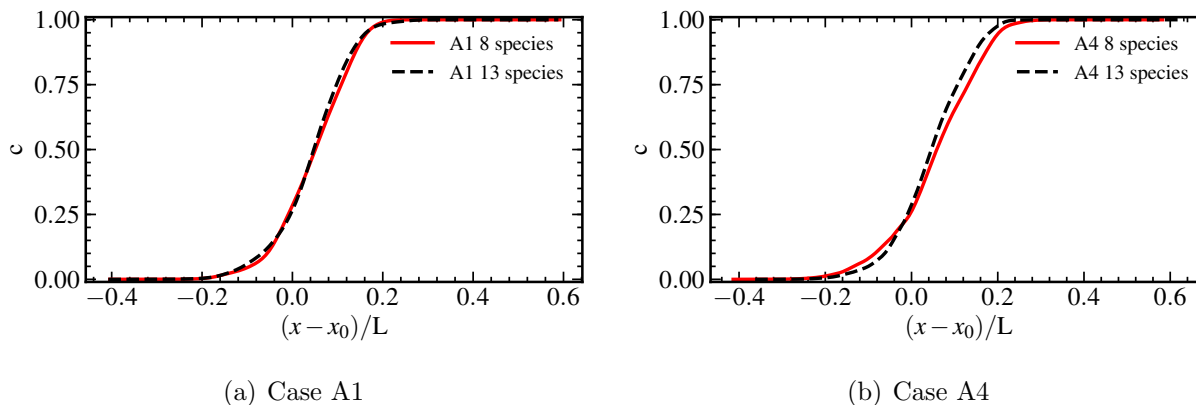 1.00
0.75
0.50
0.25
0.00
c
A1 8 species
A1 13 species
−0.4 −0.2 0.0 0.2 0.4 0.6
(x − x₀)/L
(a) Case A1
1.00
0.75
0.50
0.25
0.00
c
A4 8 species
A4 13 species
−0.4 −0.2 0.0 0.2 0.4 0.6
(x − x₀)/L
(b) Case A4